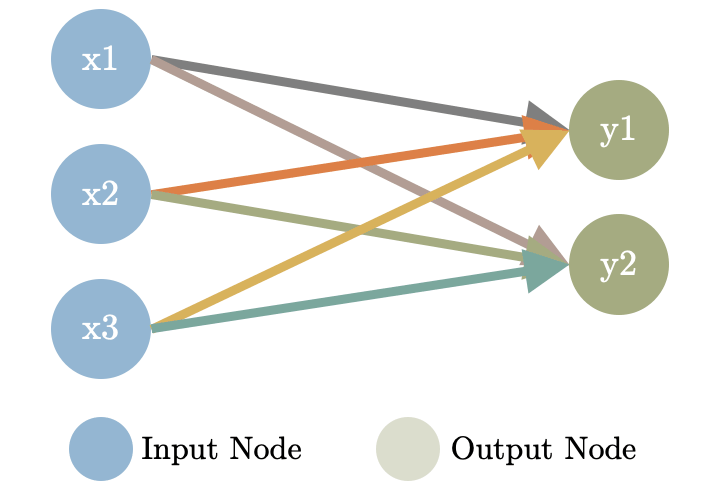 x1
y1
x2
y2
x3
Input Node
Output Node